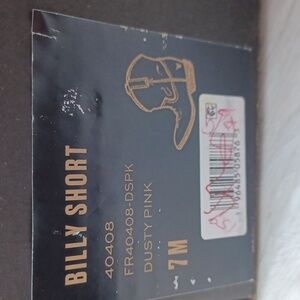 BILLY SHORT
40408
FR40408-DSPK
DUSTY PINK
7M